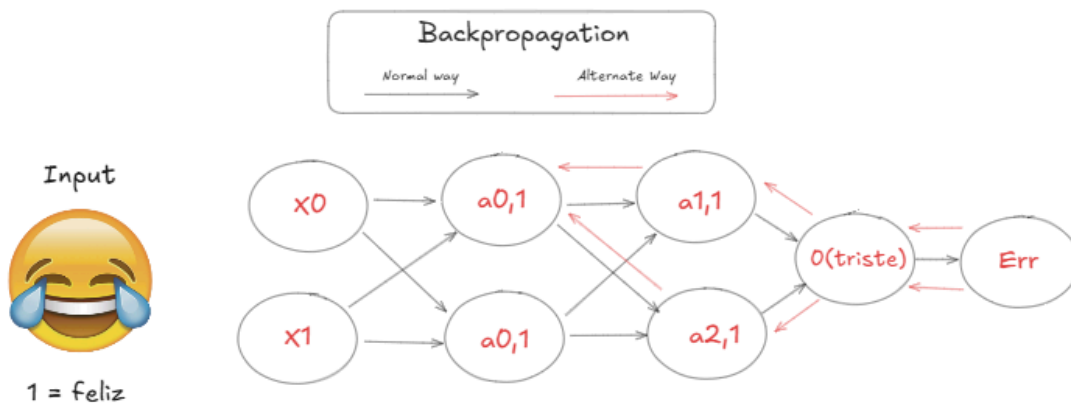 Backpropagation
Normal way
Alternate Way
Input
1 = feliz
x0
a0,1
a1,1
0(triste)
Err
x1
a0,1
a2,1